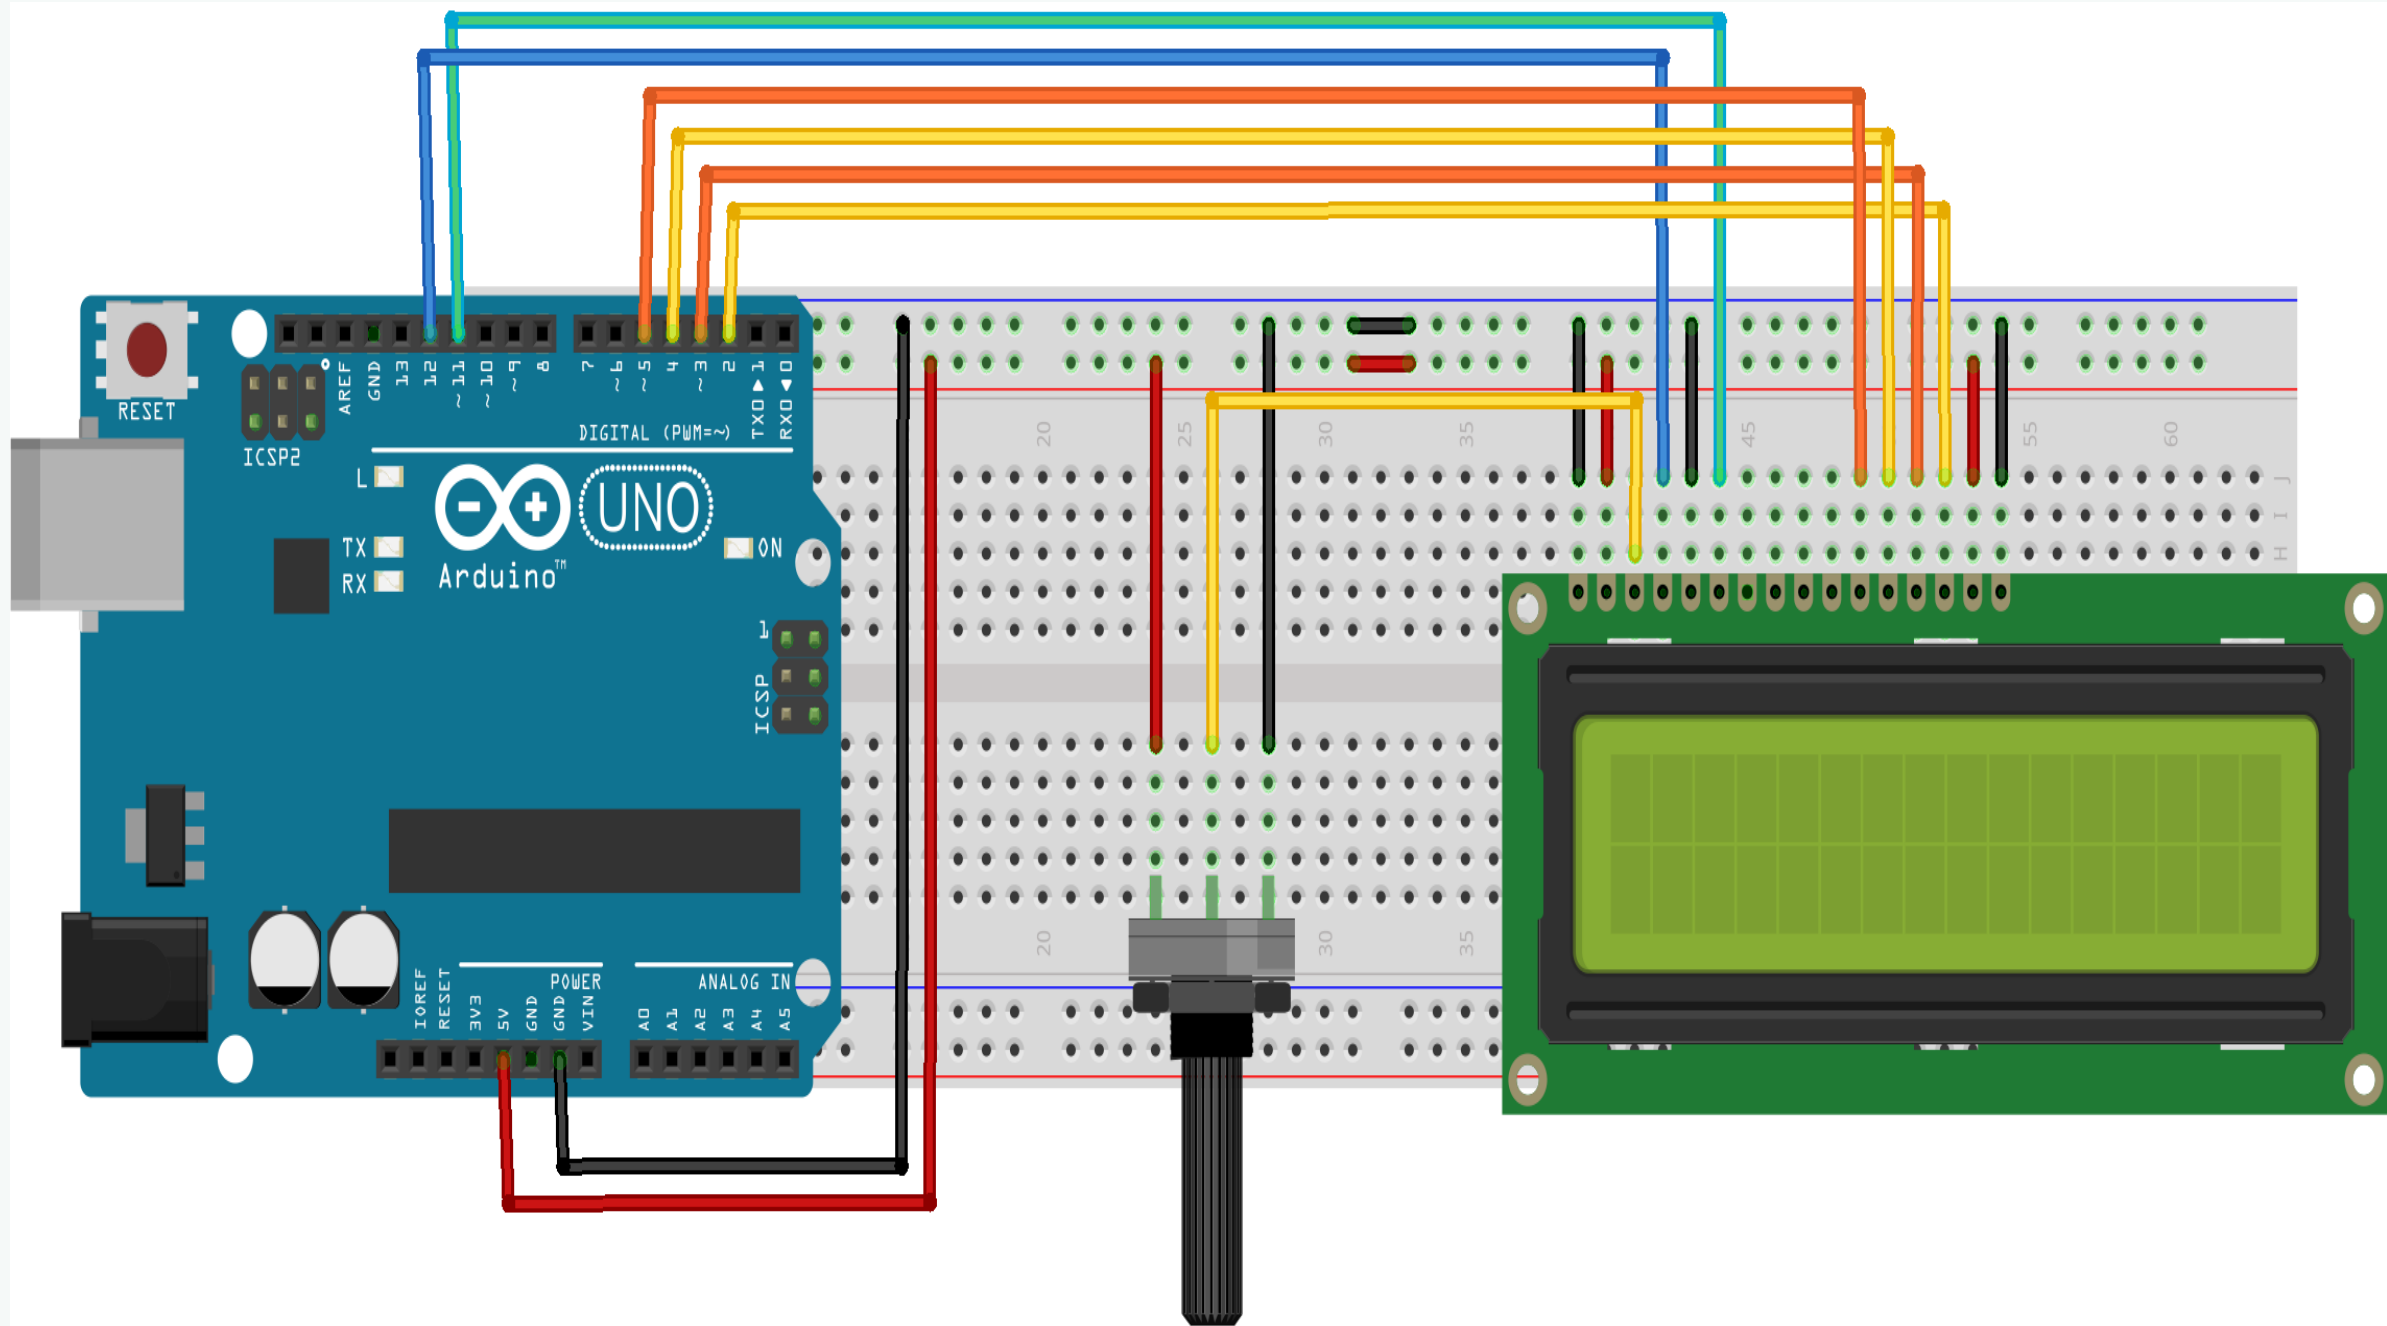 RESET
ICSP2
AREF
GND
13
12
~11
~10
~9
8
7
~6
~5
4
~3
2
TX0▶1
RX0◀0
DIGITAL (PWM=~)
L
TX
RX
UNO
Arduino™
ON
1
ICSP
IOREF
RESET
3V3
5V
GND
GND
VIN
POWER
A0
A1
A2
A3
A4
A5
ANALOG IN
20
25
30
35
45
55
60
J
I
H
20
30
35